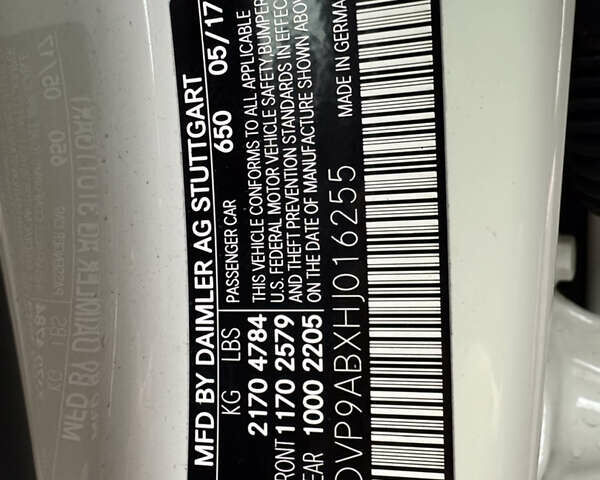 MFD BY DAIMLER AG STUTTGART
KG LBS PASSENGER CAR 650 05/17
2170 4784 THIS VEHICLE CONFORMS TO ALL APPLICABLE
U.S. FEDERAL MOTOR VEHICLE SAFETY,BUMPER
RONT 1170 2579 AND THEFT PREVENTION STANDARDS IN EFFEC
EAR 1000 2205 ON THE DATE OF MANUFACTURE SHOWN ABOV
VP9ABXHJ016255 MADE IN GERMA